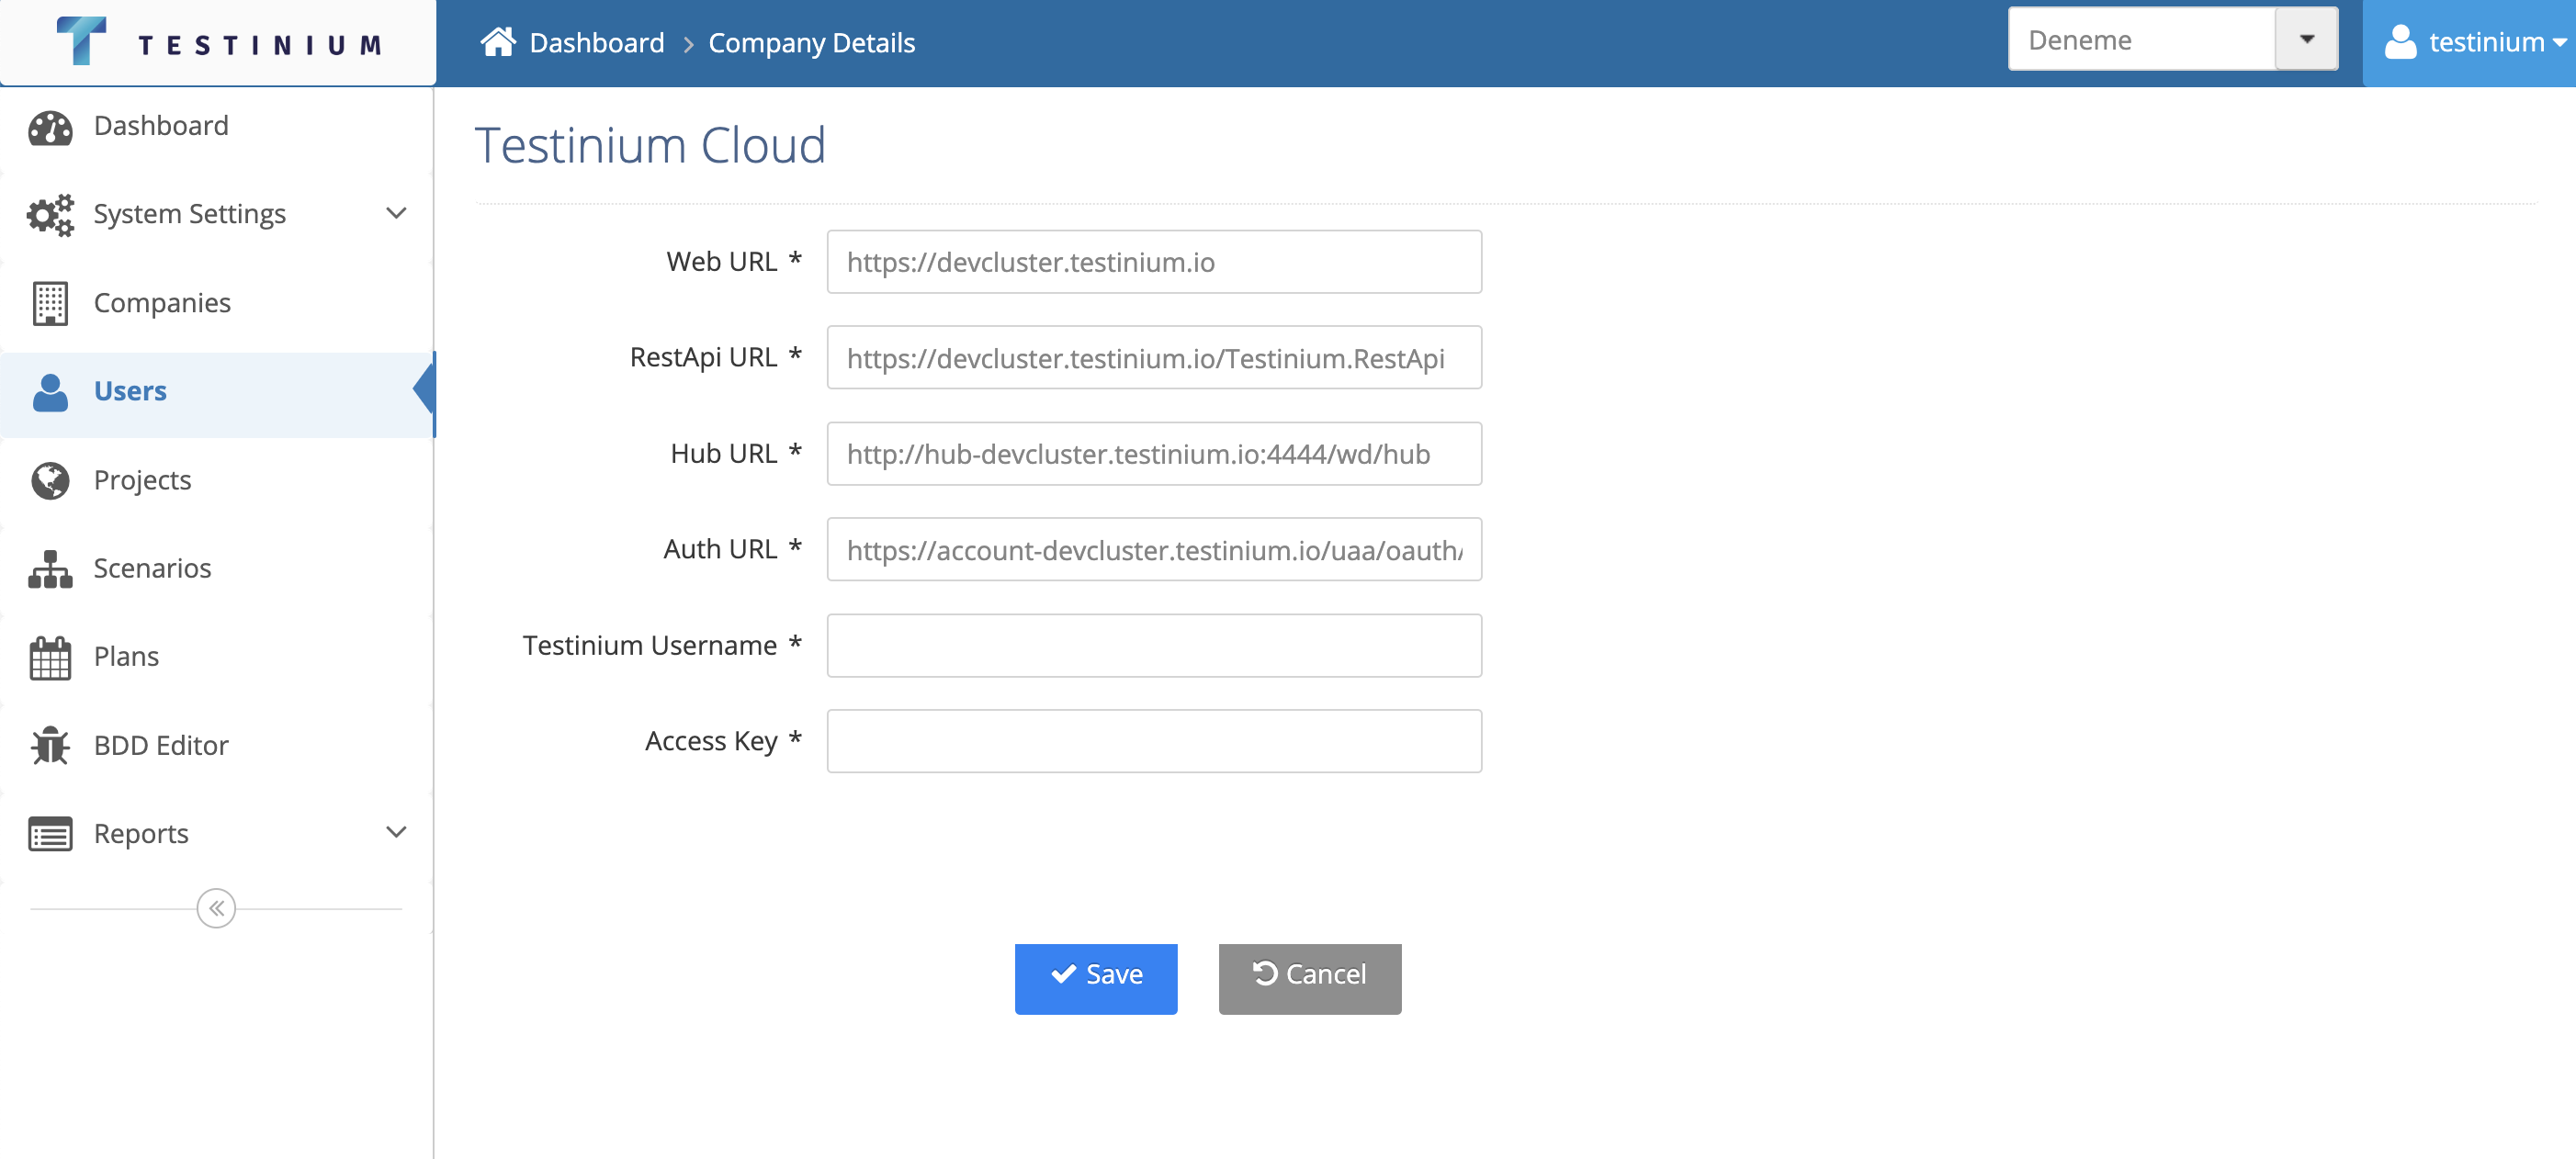 TESTINIUM
Dashboard > Company Details
Deneme
testinium
Dashboard
System Settings
Companies
Users
Projects
Scenarios
Plans
BDD Editor
Reports
Testinium Cloud
Web URL * https://devcluster.testinium.io
RestApi URL * https://devcluster.testinium.io/Testinium.RestApi
Hub URL * http://hub-devcluster.testinium.io:4444/wd/hub
Auth URL * https://account-devcluster.testinium.io/uaa/oauth/
Testinium Username *
Access Key *
Save
Cancel